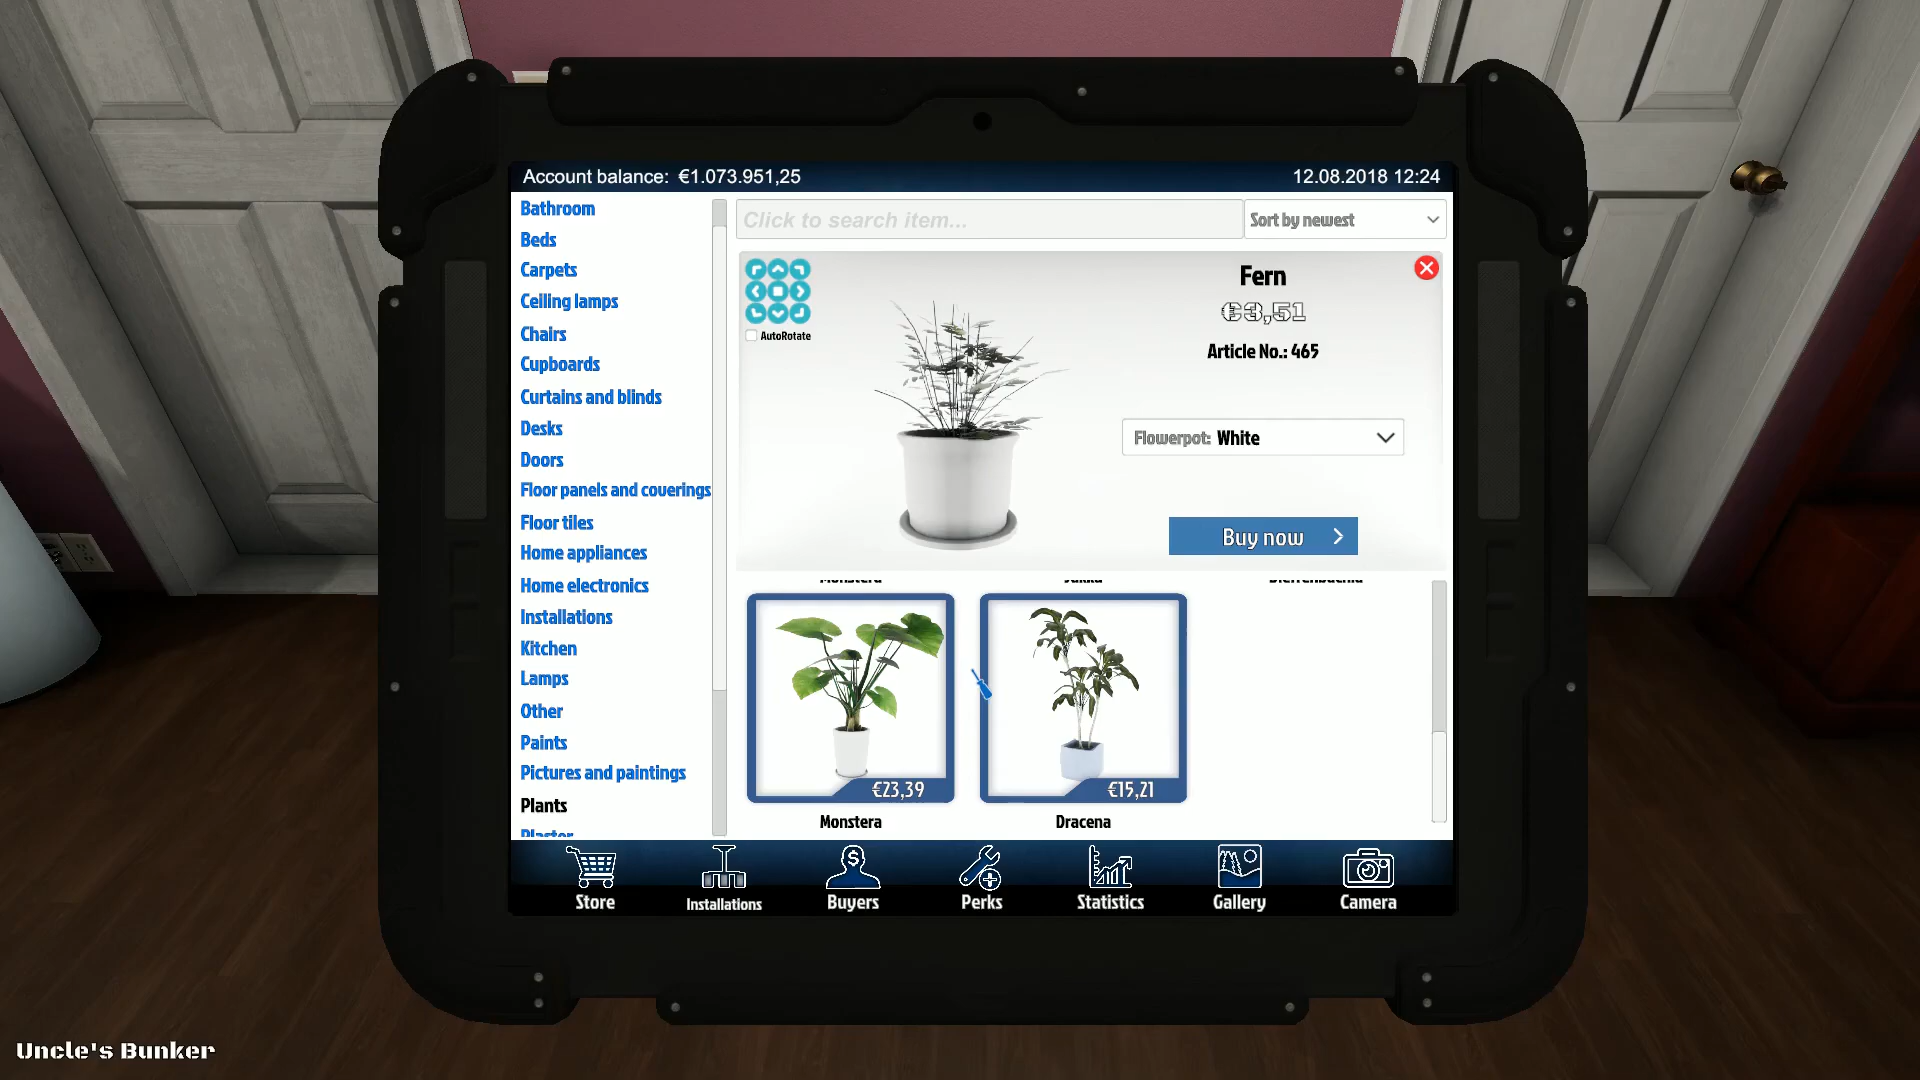 Account balance: €1.073.951,25
12.08.2018 12:24
Bathroom
Beds
Carpets
Ceiling lamps
Chairs
Cupboards
Curtains and blinds
Desks
Doors
Floor panels and coverings
Floor tiles
Home appliances
Home electronics
Installations
Kitchen
Lamps
Other
Paints
Pictures and paintings
Plants
Plaster
Click to search item...
Sort by newest
AutoRotate
Fern
€3,51
Article No.: 465
Flowerpot: White
Buy now
Monstera
Dieffenbachia
€23,39
€15,21
Monstera
Dracena
Store
Installations
Buyers
Perks
Statistics
Gallery
Camera
Uncle's Bunker